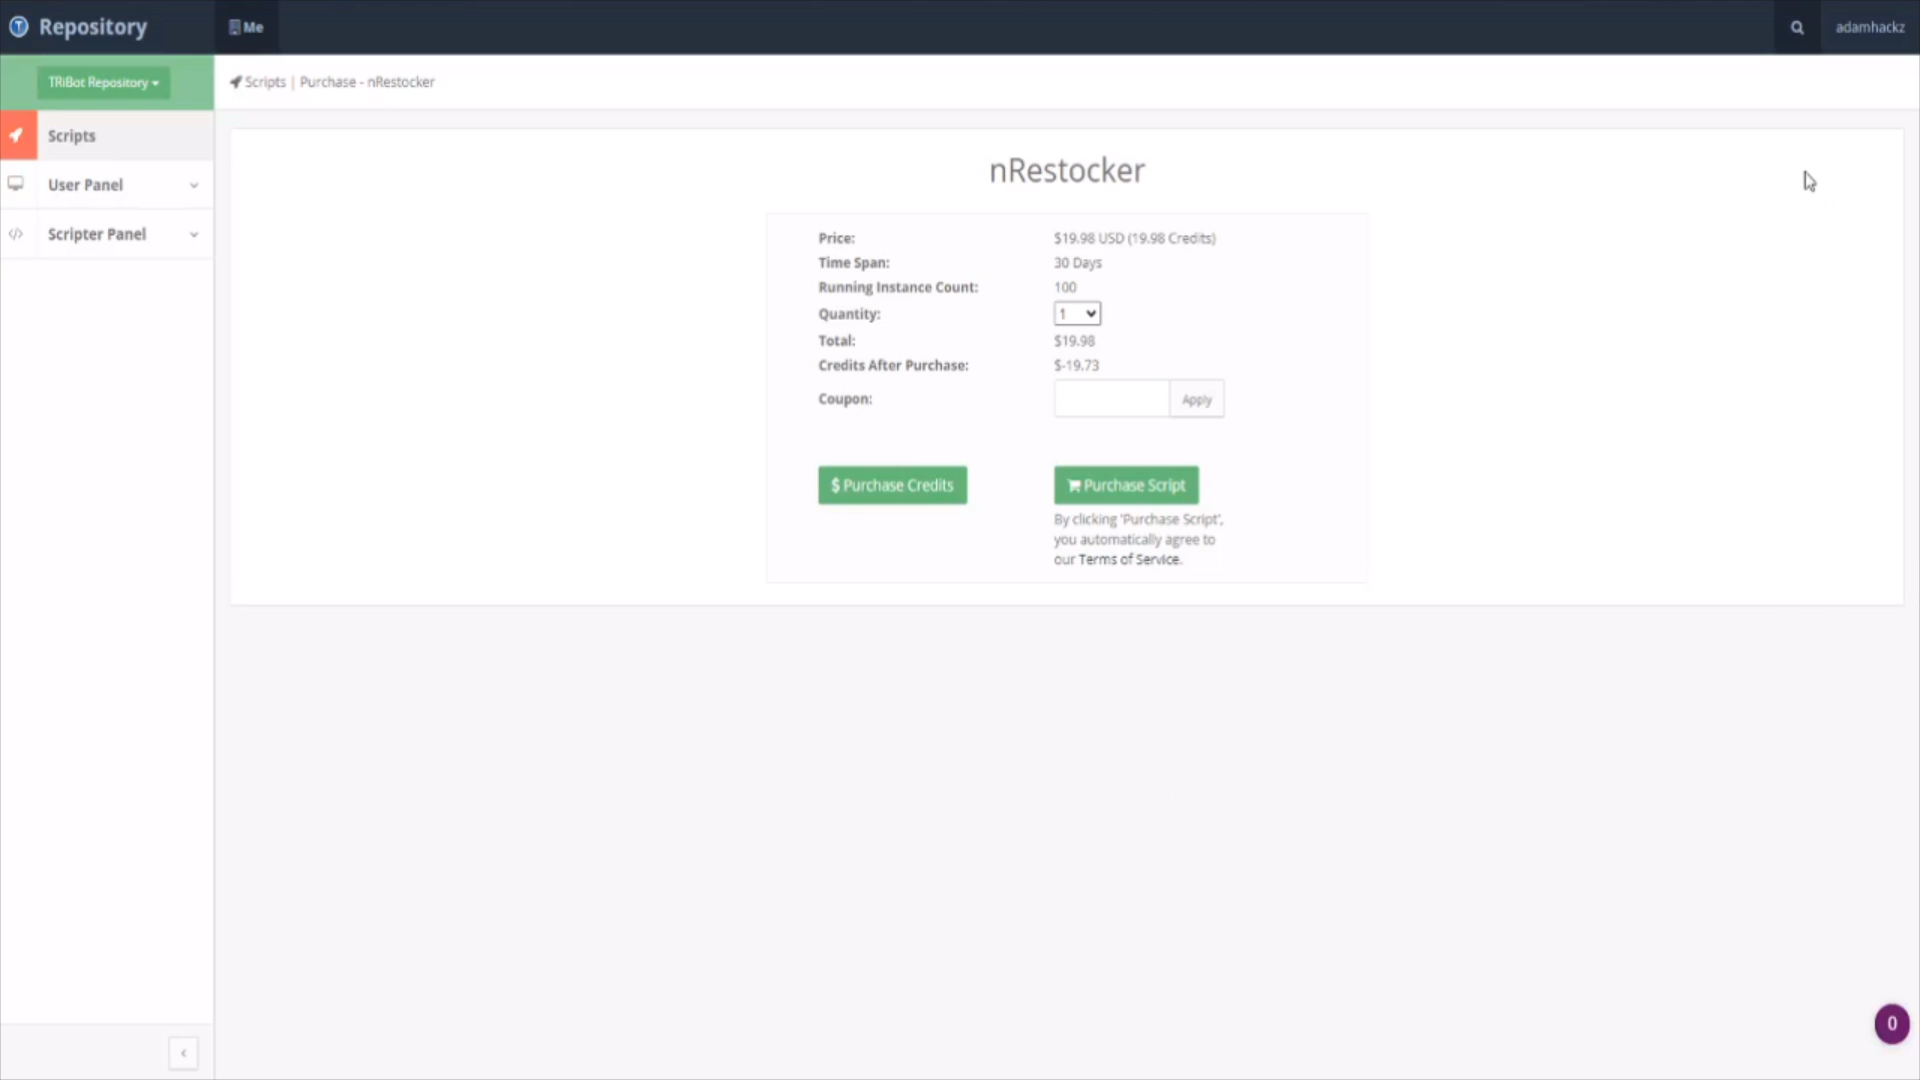 Repository
Me
adamhackz
TRiBot Repository
Scripts | Purchase - nRestocker
Scripts
User Panel
Scripter Panel
nRestocker
Price: $19.98 USD (19.98 Credits)
Time Span: 30 Days
Running Instance Count: 100
Quantity: 1
Total: $19.98
Credits After Purchase: $-19.73
Coupon: Apply
$ Purchase Credits
Purchase Script
By clicking 'Purchase Script',
you automatically agree to
our Terms of Service.
0